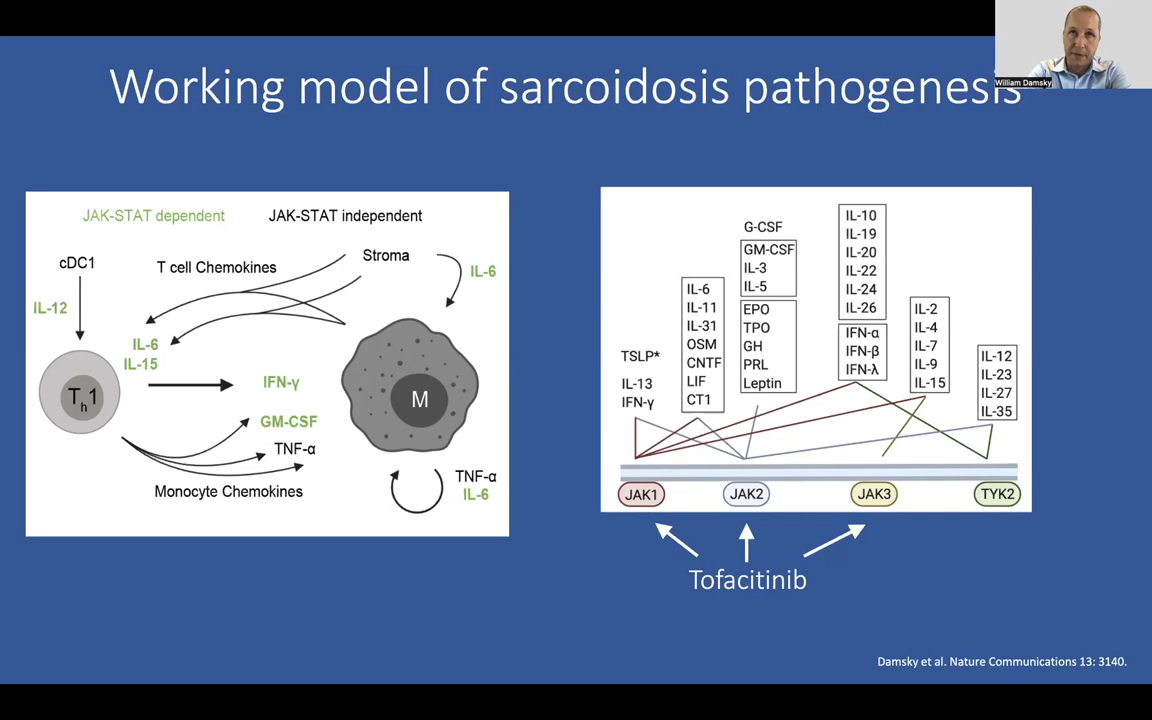 Working model of sarcoidosis pathogenesis
William Damsky
JAK-STAT dependent
JAK-STAT independent
cDC1
T cell Chemokines
Stroma
IL-6
IL-12
IL-6
IL-15
Th1
IFN-γ
M
GM-CSF
TNF-α
Monocyte Chemokines
TNF-α
IL-6
TSLP*
IL-13
IFN-γ
IL-6
IL-11
IL-31
OSM
CNTF
LIF
CT1
G-CSF
GM-CSF
IL-3
IL-5
EPO
TPO
GH
PRL
Leptin
IL-10
IL-19
IL-20
IL-22
IL-24
IL-26
IFN-α
IFN-β
IFN-λ
IL-2
IL-4
IL-7
IL-9
IL-15
IL-12
IL-23
IL-27
IL-35
JAK1
JAK2
JAK3
TYK2
Tofacitinib
Damsky et al. Nature Communications 13: 3140.